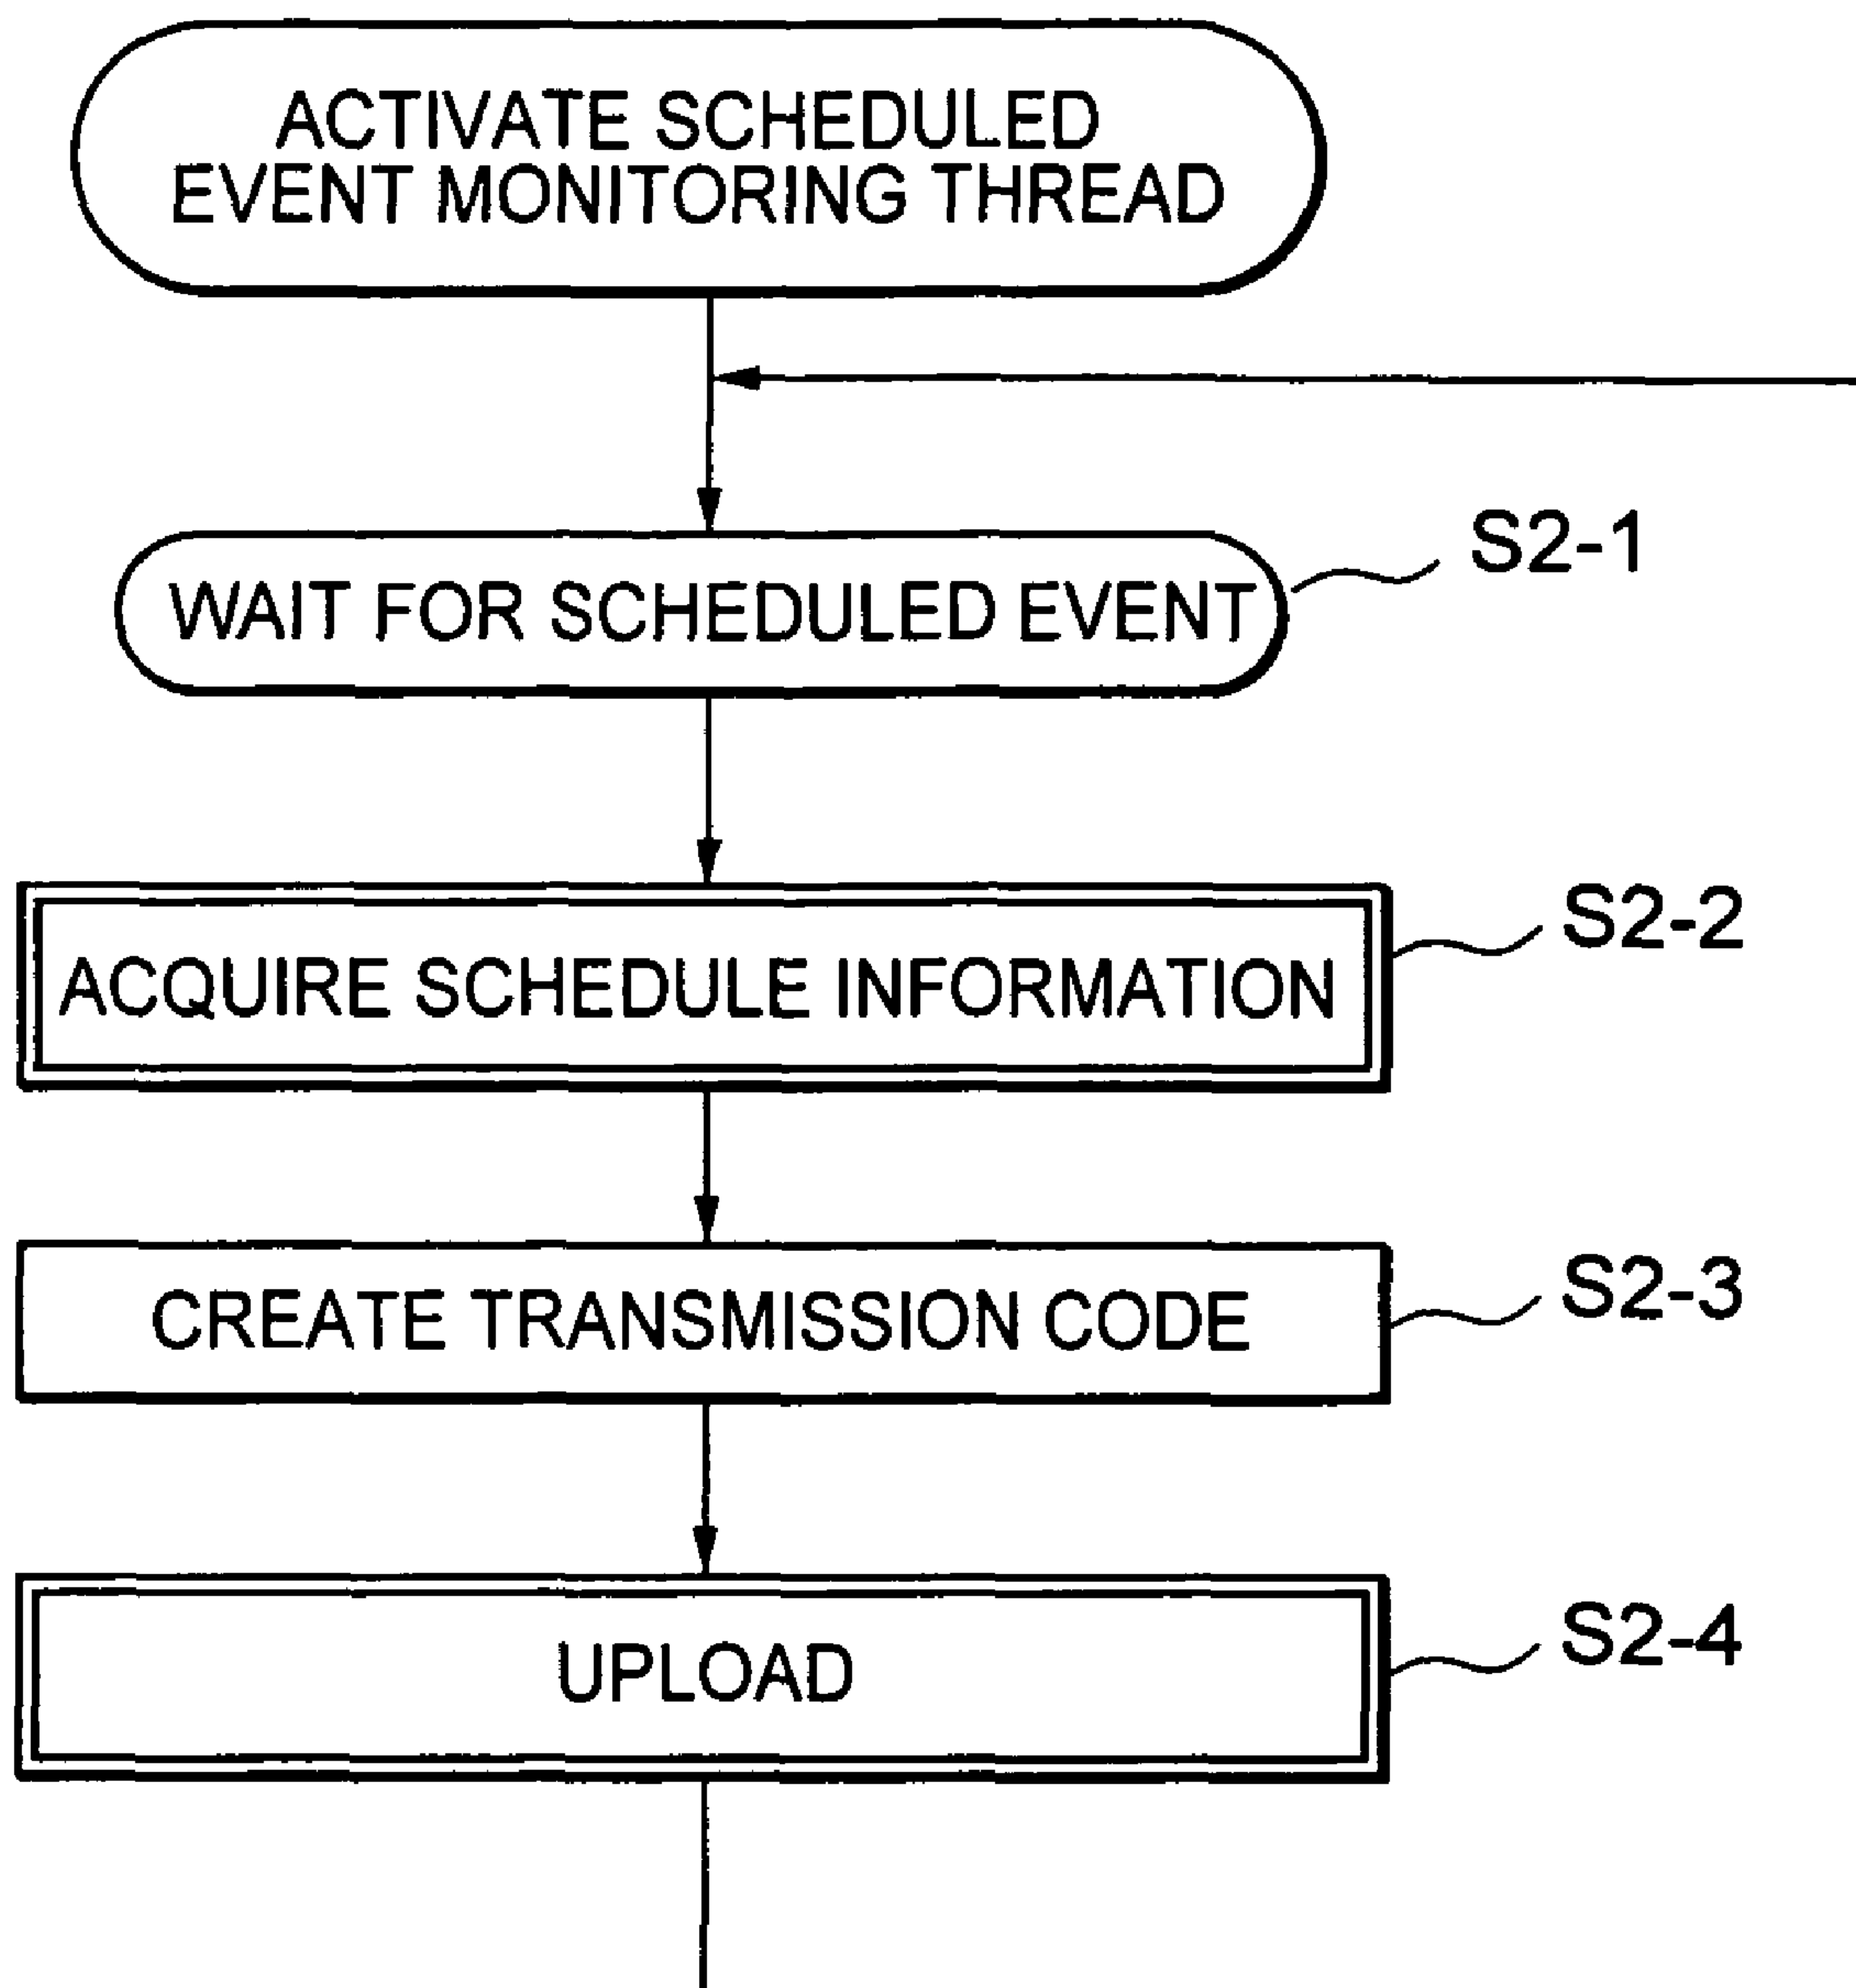 ACTIVATE SCHEDULED
EVENT MONITORING THREAD
WAIT FOR SCHEDULED EVENT
S2-1
ACQUIRE SCHEDULE INFORMATION
S2-2
CREATE TRANSMISSION CODE
S2-3
UPLOAD
S2-4